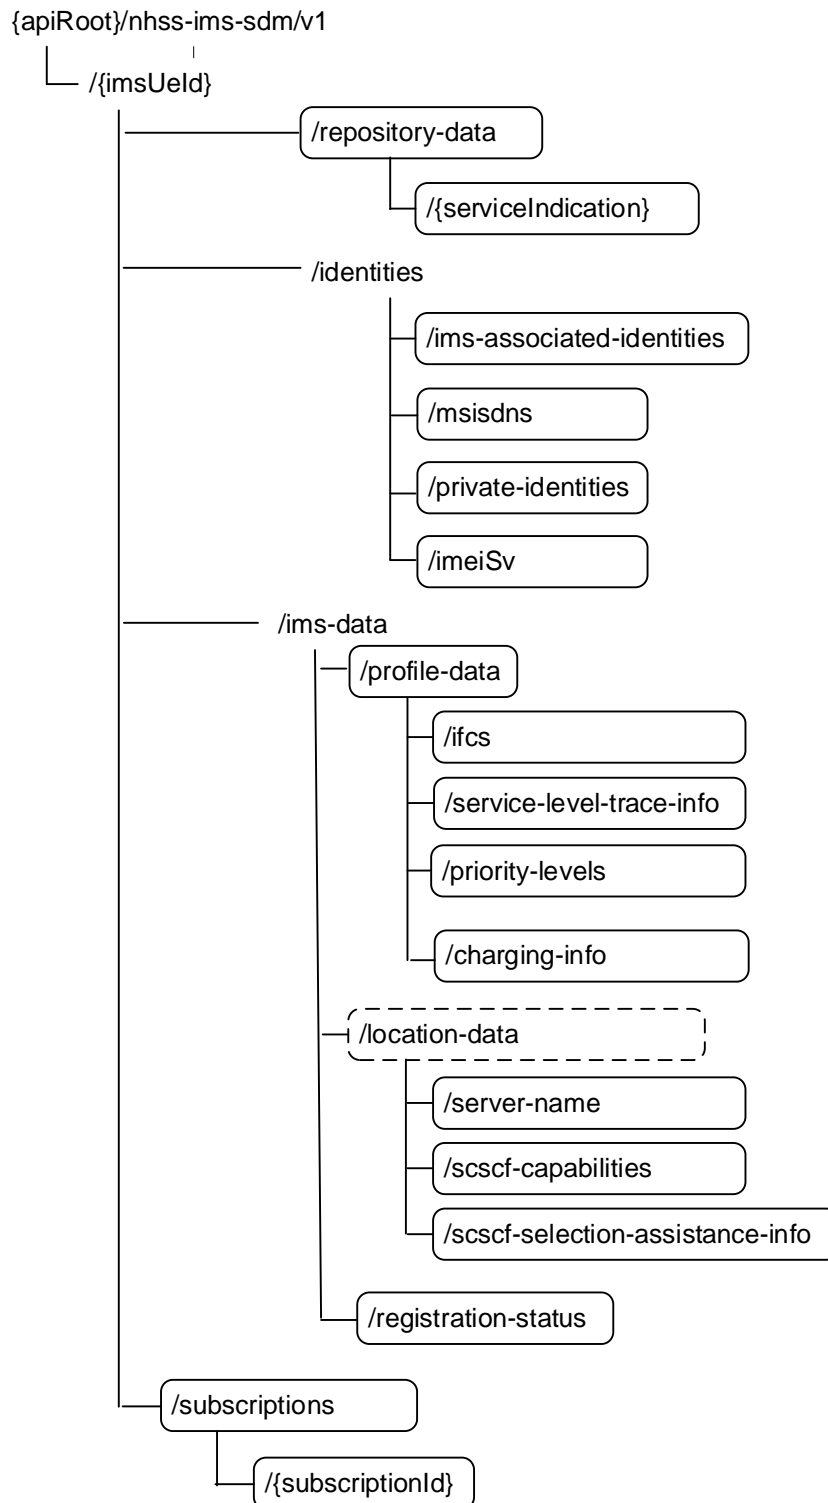 {apiRoot}/nhss-ims-sdm/v1
/{imsUeId}
/repository-data
/{serviceIndication}
/identities
/ims-associated-identities
/msisdns
/private-identities
/imeiSv
/ims-data
/profile-data
/ifcs
/service-level-trace-info
/priority-levels
/charging-info
/location-data
/server-name
/scscf-capabilities
/scscf-selection-assistance-info
/registration-status
/subscriptions
/{subscriptionId}